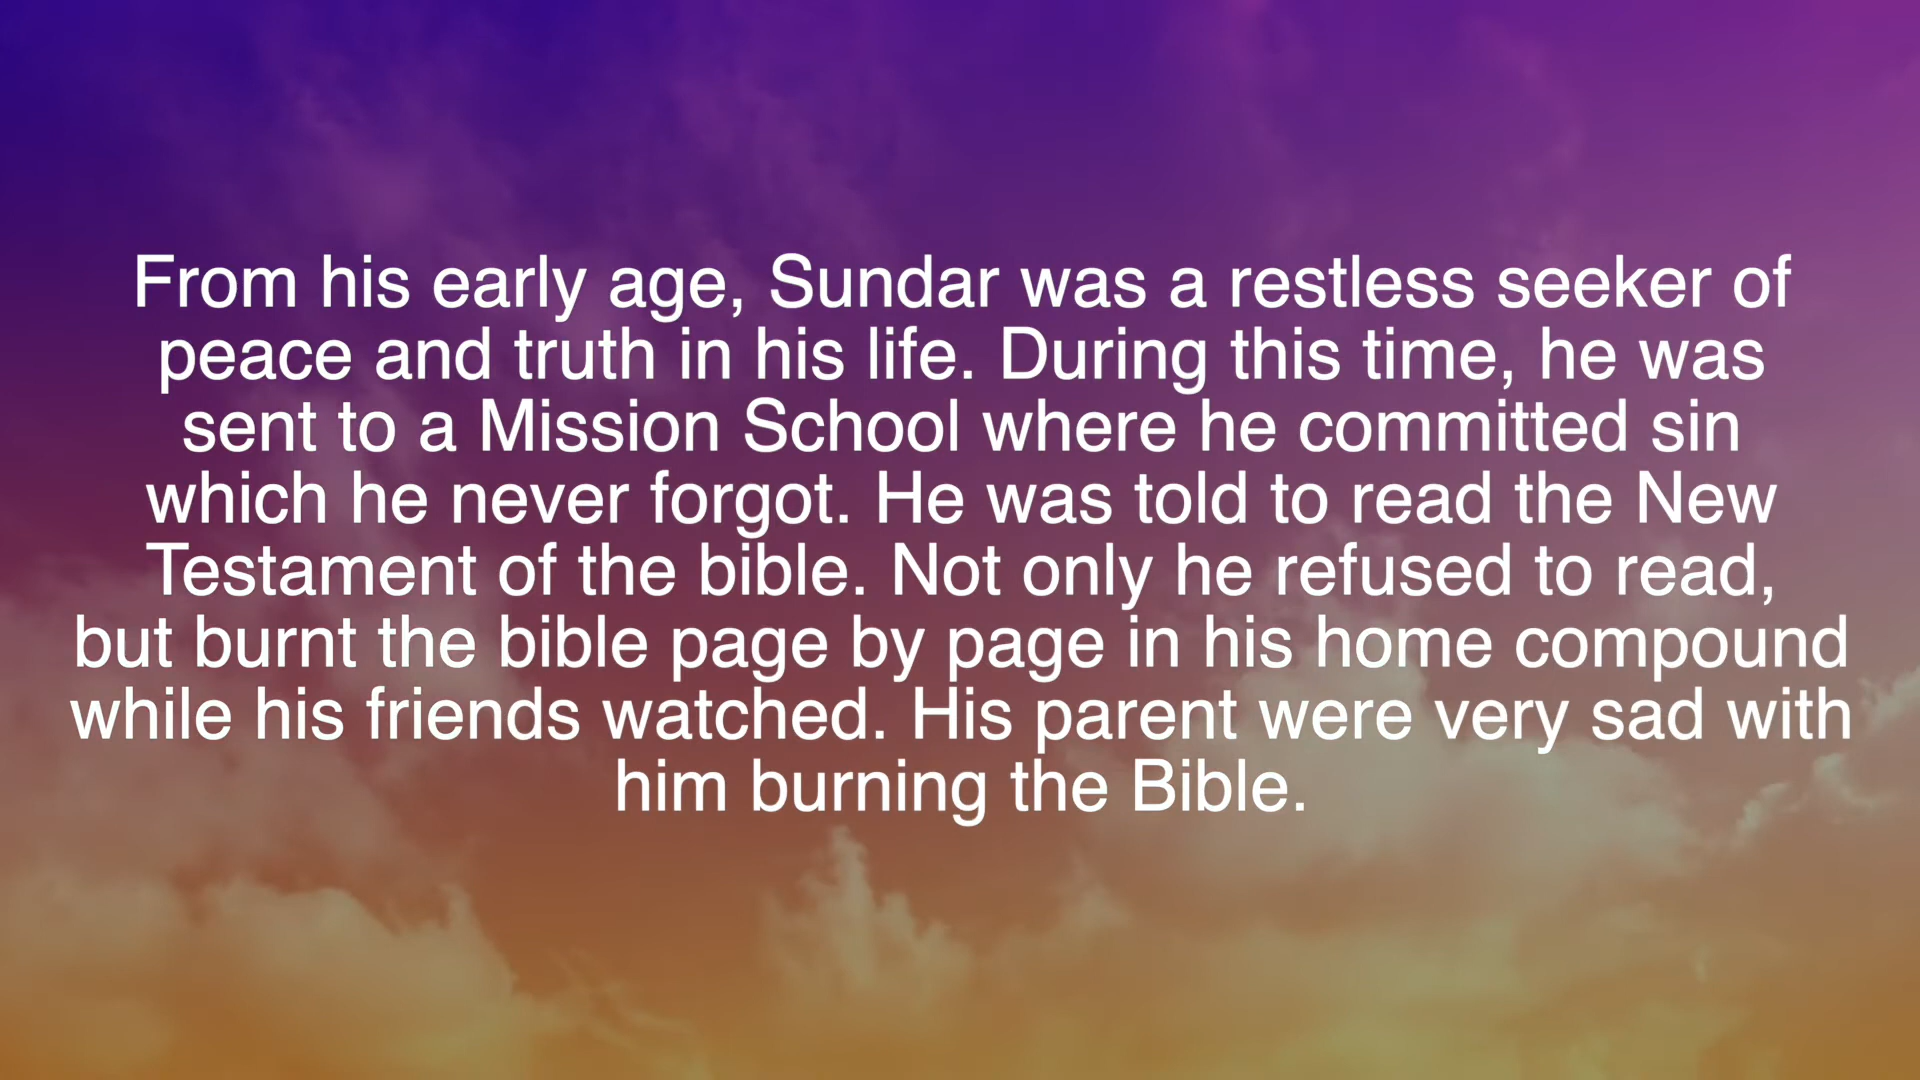 From his early age, Sundar was a restless seeker of
peace and truth in his life. During this time, he was
sent to a Mission School where he committed sin
which he never forgot. He was told to read the New
Testament of the bible. Not only he refused to read,
but burnt the bible page by page in his home compound
while his friends watched. His parent were very sad with
him burning the Bible.